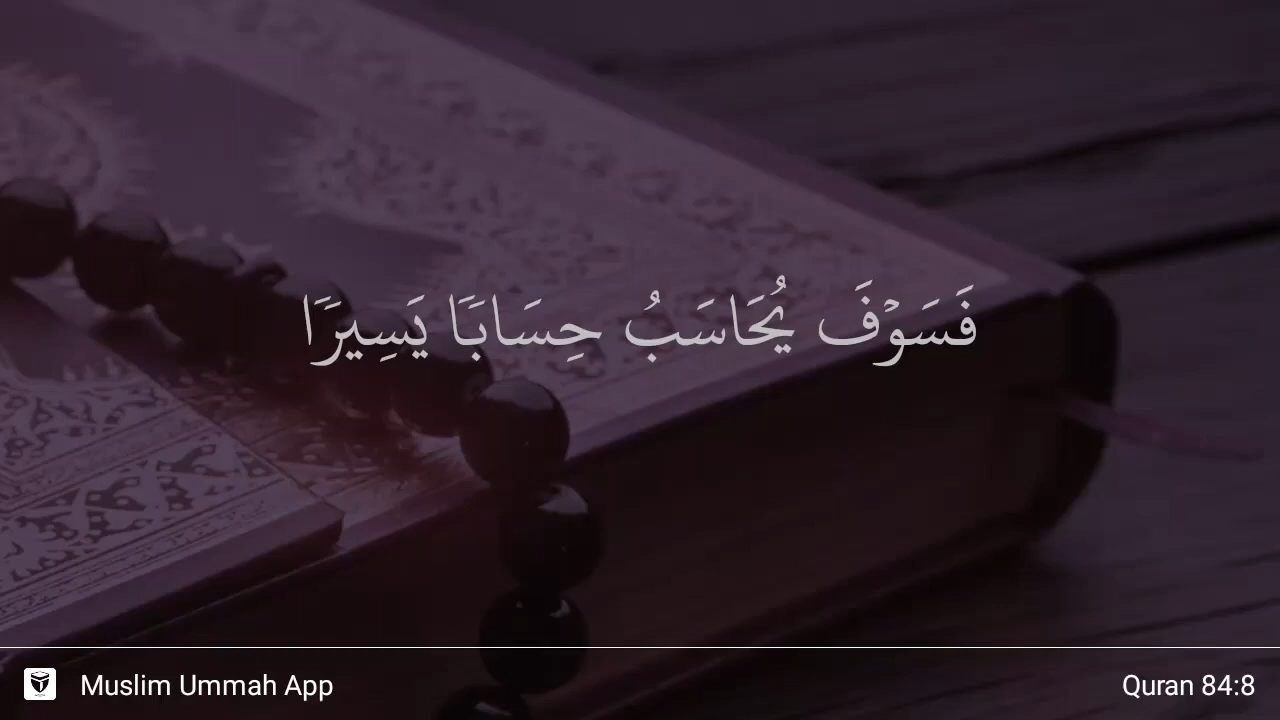 فَسَوۡفَ يُحَاسَبُ حِسَابَٗا يَسِيرَٗا
Muslim Ummah App
Quran 84:8